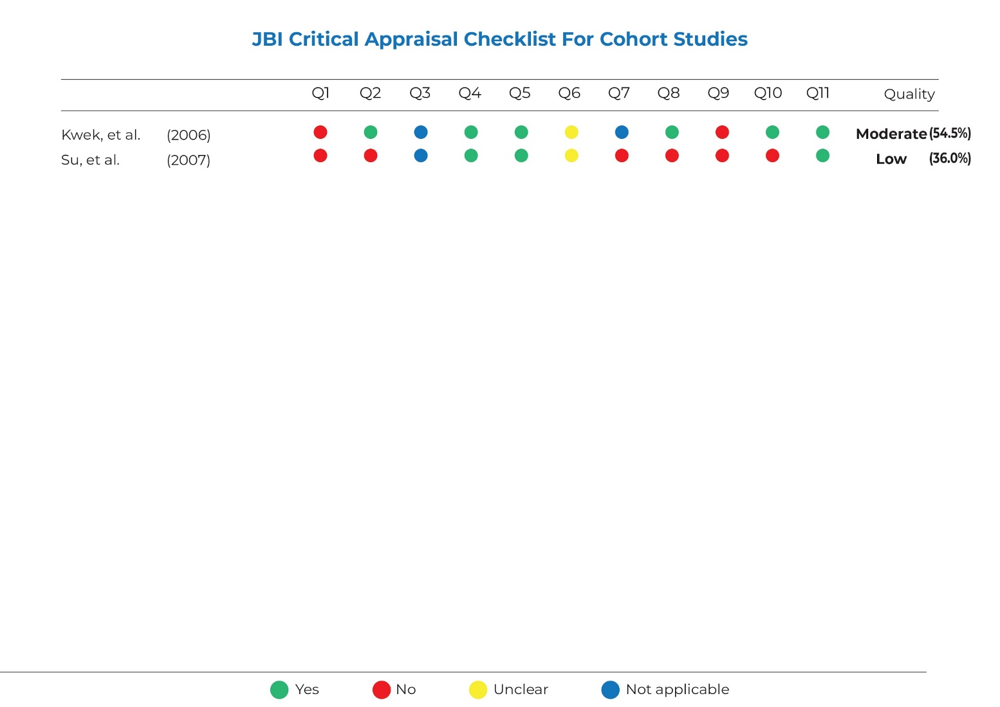 JBI Critical Appraisal Checklist For Cohort Studies
Q1 Q2 Q3 Q4 Q5 Q6 Q7 Q8 Q9 Q10 Q11 Quality
Kwek, et al. (2006) Moderate (54.5%)
Su, et al. (2007) Low (36.0%)
Yes No Unclear Not applicable